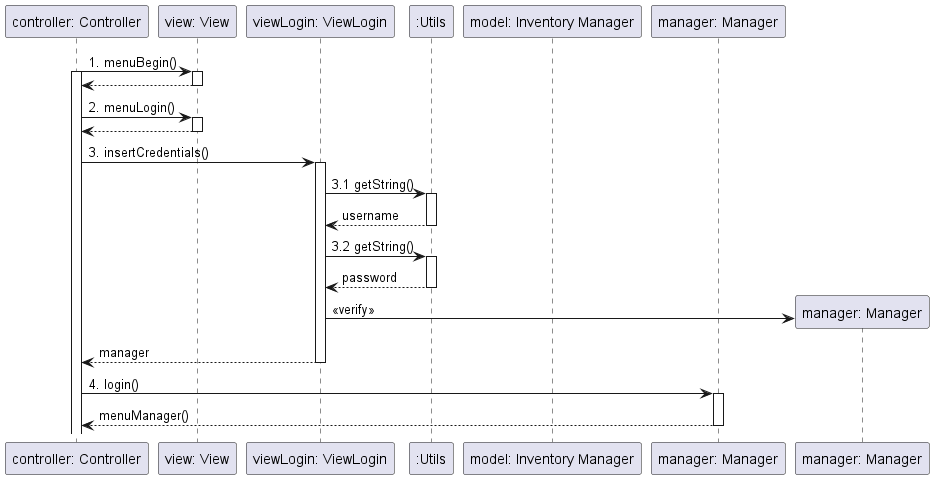 controller: Controller
view: View
viewLogin: ViewLogin
:Utils
model: Inventory Manager
manager: Manager
1. menuBegin()
2. menuLogin()
3. insertCredentials()
3.1 getString()
username
3.2 getString()
password
«verify»
manager: Manager
manager
4. login()
menuManager()
controller: Controller
view: View
viewLogin: ViewLogin
:Utils
model: Inventory Manager
manager: Manager
manager: Manager